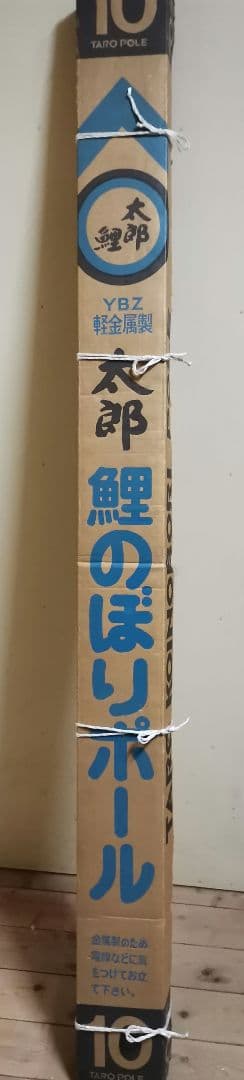 10
TARO POLE
太郎
鯉
YBZ
軽金属製
太郎
鯉のぼりポール
金属製のため
電線などに気
をつけてお立
て下さい。
10
TARO POLE